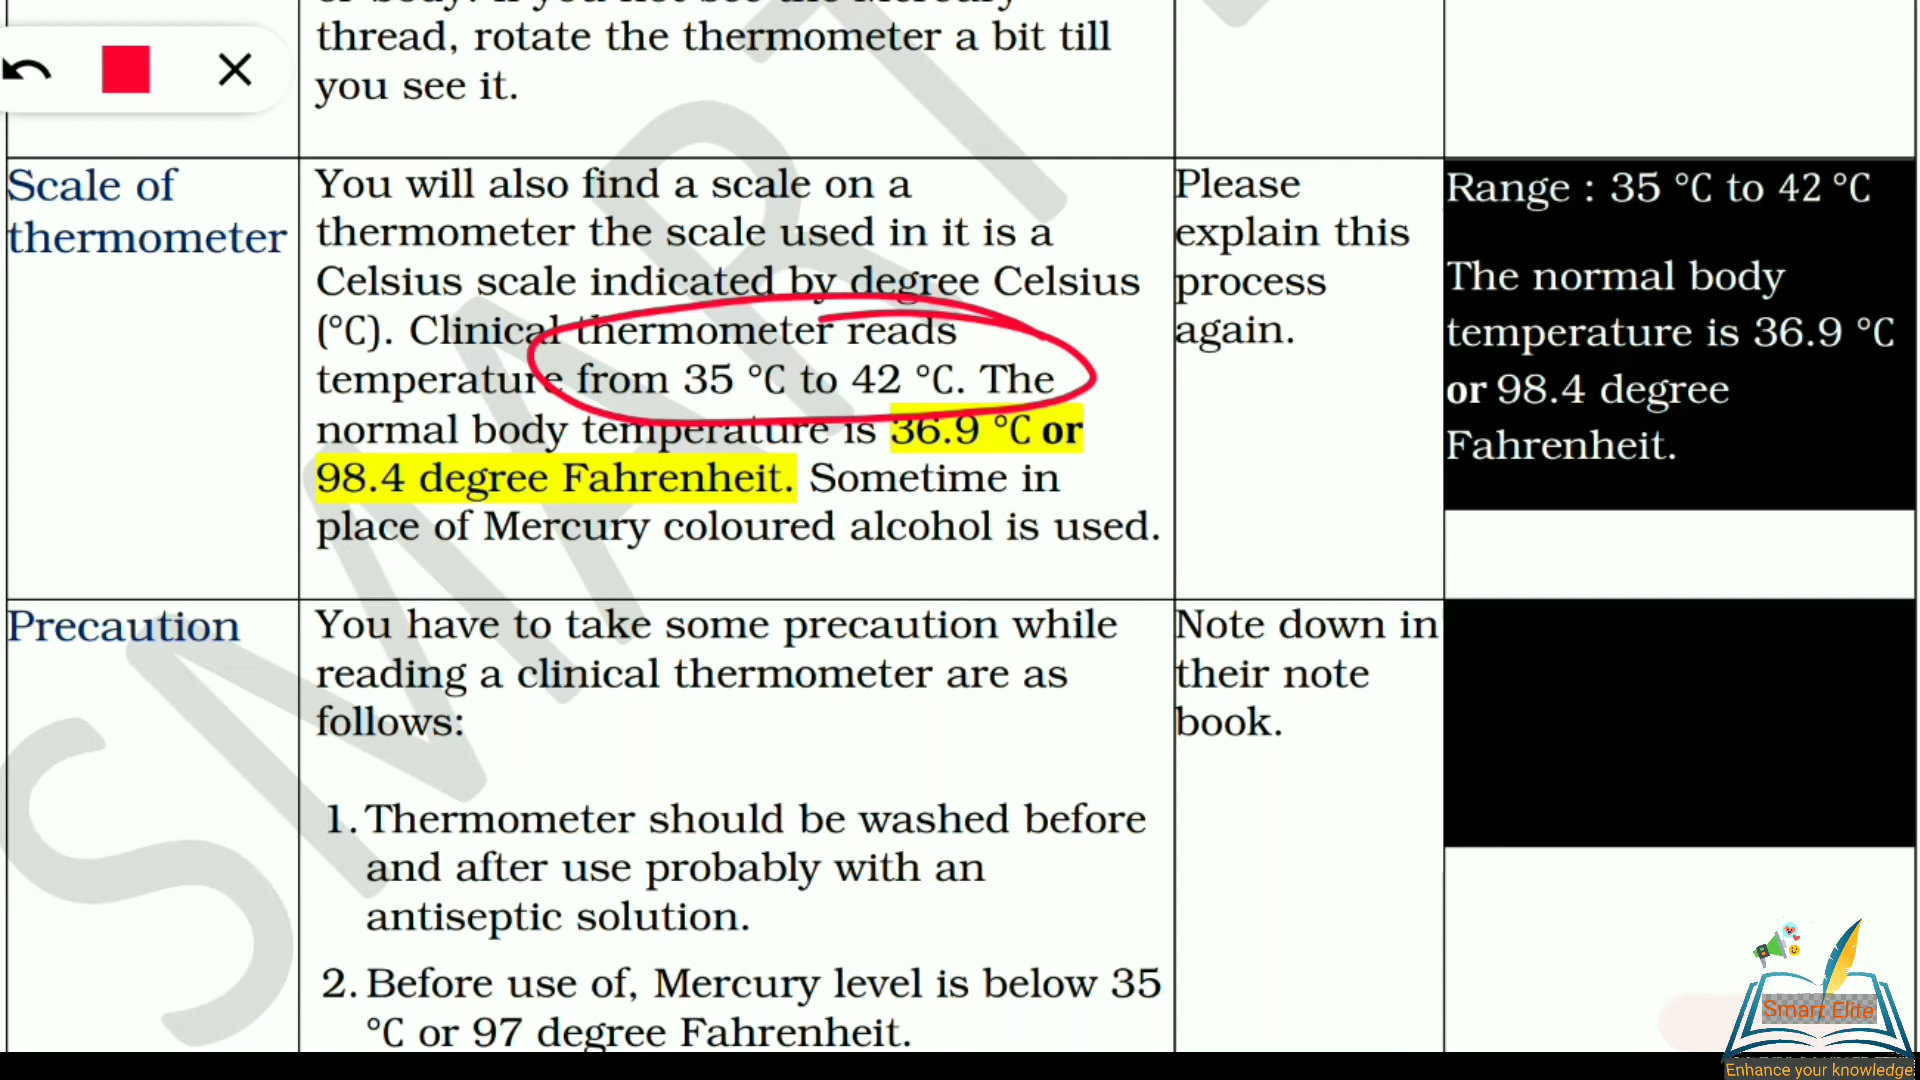 thread, rotate the thermometer a bit till
you see it.
Scale of
thermometer
You will also find a scale on a
thermometer the scale used in it is a
Celsius scale indicated by degree Celsius
(°C). Clinical thermometer reads
temperature from 35 °C to 42 °C. The
normal body temperature is 36.9 °C or
98.4 degree Fahrenheit. Sometime in
place of Mercury coloured alcohol is used.
Please
explain this
process
again.
Range : 35 °C to 42 °C
The normal body
temperature is 36.9 °C
or 98.4 degree
Fahrenheit.
Precaution
You have to take some precaution while
reading a clinical thermometer are as
follows:
1. Thermometer should be washed before
and after use probably with an
antiseptic solution.
2. Before use of, Mercury level is below 35
°C or 97 degree Fahrenheit.
Note down in
their note
book.
SMART
Smart Elite
Enhance your knowledge